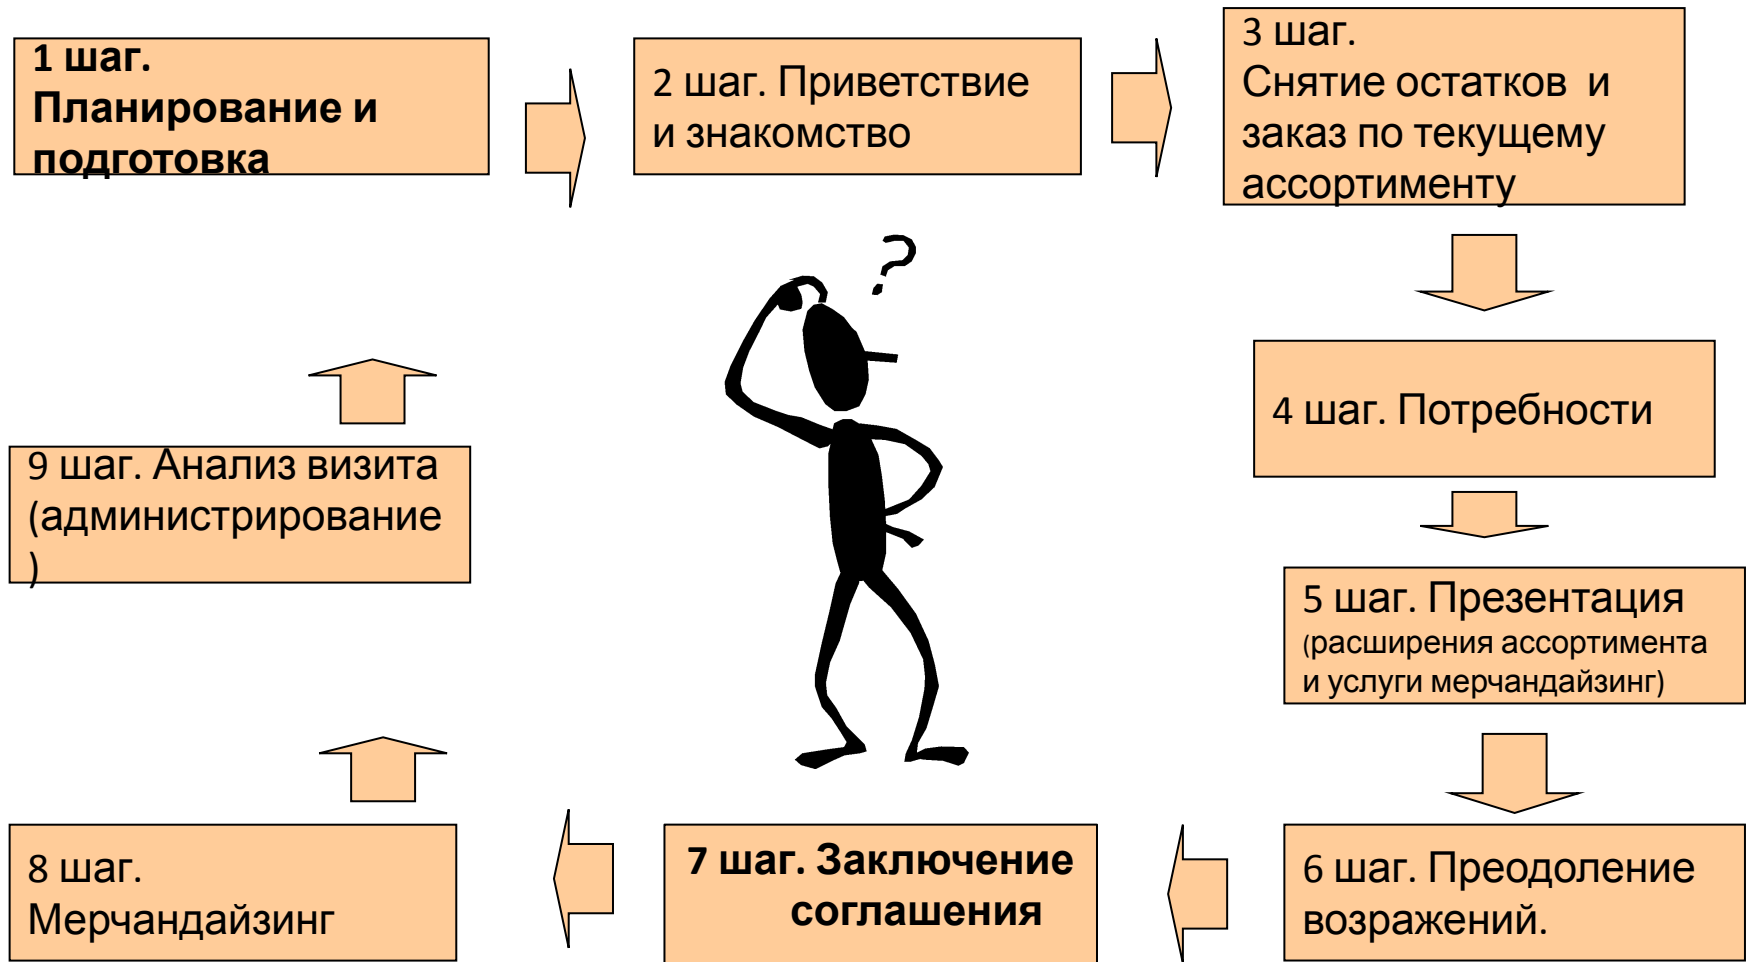 1 шаг.
Планирование и
подготовка
2 шаг. Приветствие
и знакомство
3 шаг.
Снятие остатков и
заказ по текущему
ассортименту
?
4 шаг. Потребности
5 шаг. Презентация
(расширения ассортимента
и услуги мерчандайзинг)
6 шаг. Преодоление
возражений.
7 шаг. Заключение
соглашения
8 шаг.
Мерчандайзинг
9 шаг. Анализ визита
(администрирование
)